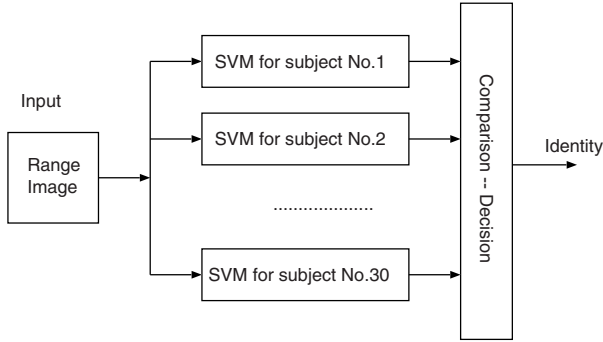 Input
Range
Image
SVM for subject No.1
SVM for subject No.2
....................
SVM for subject No.30
Comparison -- Decision
Identity